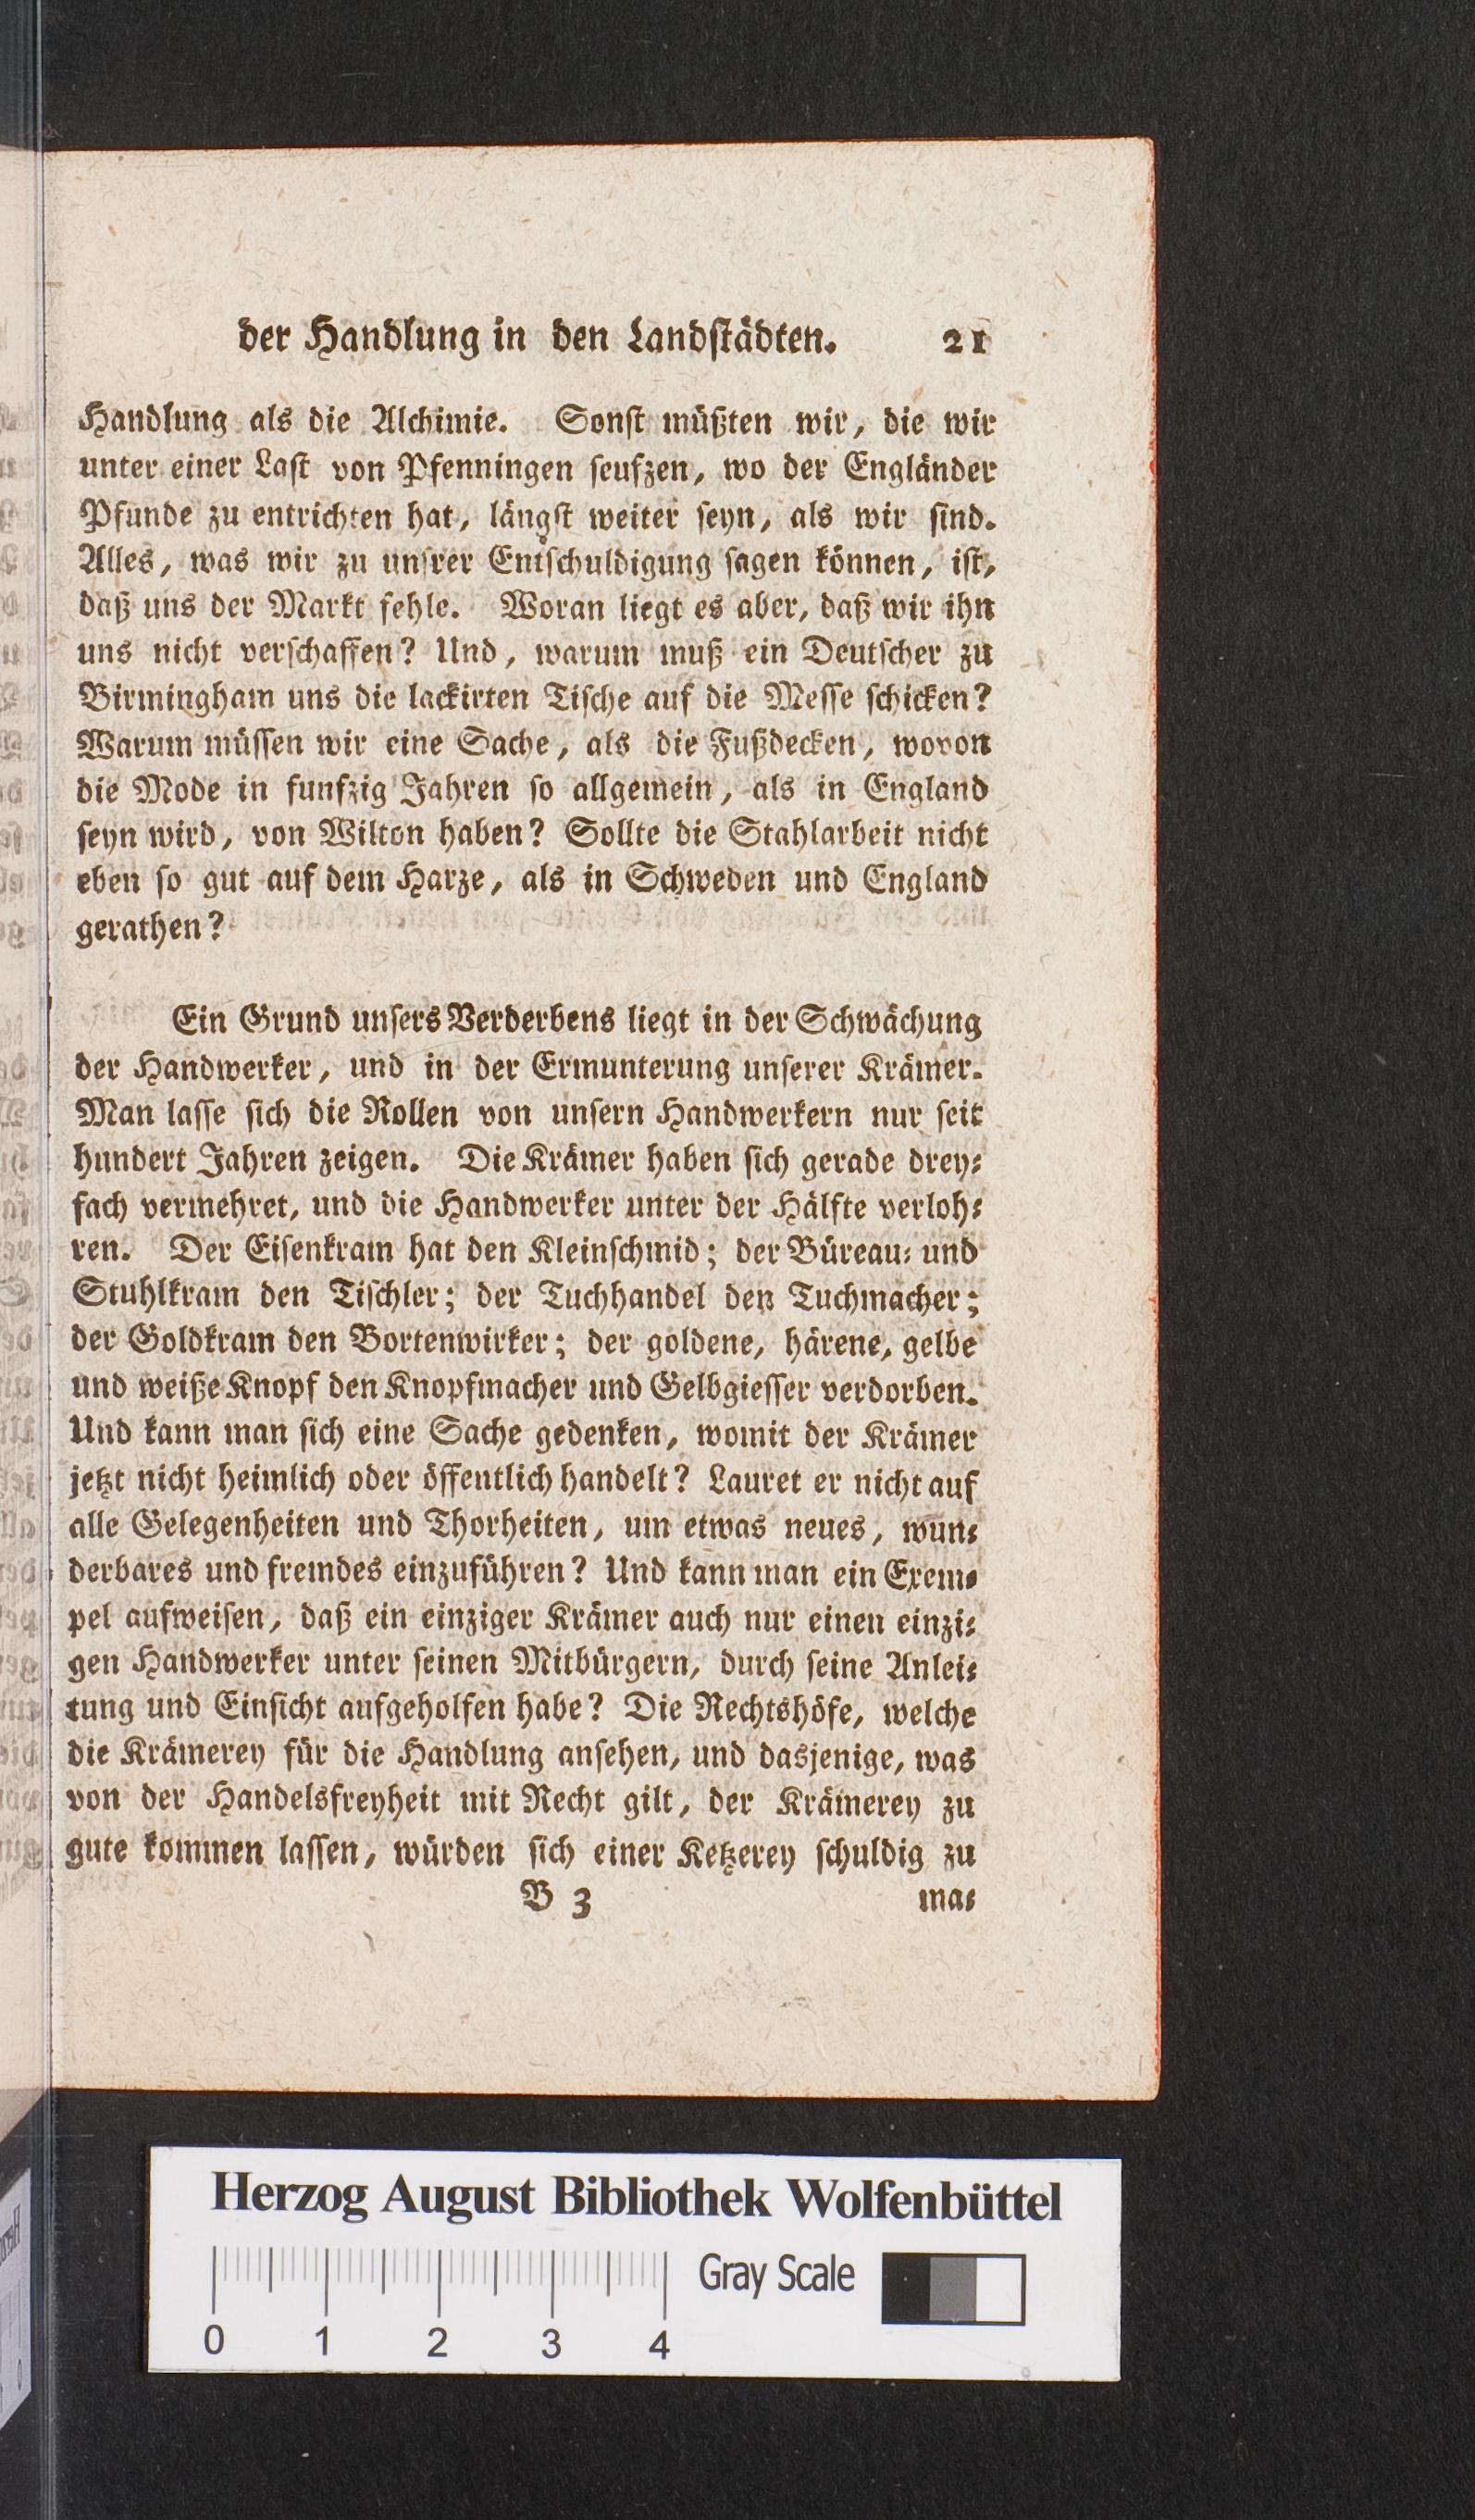 der Handlung in den Landſtädten. 21
Handlung als die Alchimie. Sonſt müßten wir, die wir
unter einer Laſt von Pfenningen ſeufzen, wo der Engländer
Pfunde zu entrichten hat, längſt weiter ſeyn, als wir ſind.
Alles, was wir zu unſrer Entſchuldigung ſagen können, iſt,
daß uns der Markt fehle. Woran liegt es aber, daß wir ihn
uns nicht verſchaffen? Und, warum muß ein Deutſcher zu
Birmingham uns die lackirten Tiſche auf die Meſſe ſchicken?
Warum müſſen wir eine Sache, als die Fußdecken, wovon
die Mode in funfzig Jahren ſo allgemein, als in England
ſeyn wird, von Wilton haben? Sollte die Stahlarbeit nicht
eben ſo gut auf dem Harze, als in Schweden und England
gerathen?
Ein Grund unſers Verderbens liegt in der Schwächung
der Handwerker, und in der Ermunterung unſerer Krämer.
Man laſſe ſich die Rollen von unſern Handwerkern nur ſeit
hundert Jahren zeigen. Die Krämer haben ſich gerade drey⸗
fach vermehret, und die Handwerker unter der Hälfte verloh⸗
ren. Der Eiſenkram hat den Kleinſchmid; der Büreau⸗ und
Stuhlkram den Tiſchler; der Tuchhandel den Tuchmacher;
der Goldkram den Bortenwirker; der goldene, härene, gelbe
und weiße Knopf den Knopfmacher und Gelbgieſſer verdorben.
Und kann man ſich eine Sache gedenken, womit der Krämer
jetzt nicht heimlich oder öffentlich handelt? Lauret er nicht auf
alle Gelegenheiten und Thorheiten, um etwas neues, wun⸗
derbares und fremdes einzuführen? Und kann man ein Exem⸗
pel aufweiſen, daß ein einziger Krämer auch nur einen einzi⸗
gen Handwerker unter ſeinen Mitbürgern, durch ſeine Anlei⸗
tung und Einſicht aufgeholfen habe? Die Rechtshöfe, welche
die Krämerey für die Handlung anſehen, und dasjenige, was
von der Handelsfreyheit mit Recht gilt, der Krämerey zu
gute kommen laſſen, würden ſich einer Ketzerey ſchuldig zu
B 3 ma⸗
Herzog August Bibliothek Wolfenbüttel
Gray Scale
0 1 2 3 4